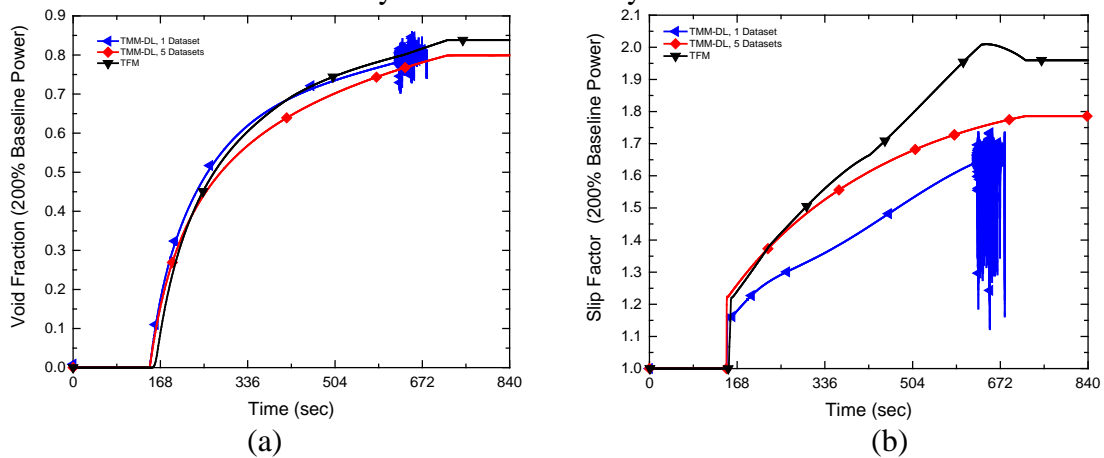 TMM-DL, 1 Dataset
TMM-DL, 5 Datasets
TFM
Void Fraction (200% Baseline Power)
0.9
0.8
0.7
0.6
0.5
0.4
0.3
0.2
0.1
0.0
0 168 336 504 672 840
Time (sec)
(a)
TMM-DL, 1 Dataset
TMM-DL, 5 Datasets
TFM
Slip Factor (200% Baseline Power)
2.1
2.0
1.9
1.8
1.7
1.6
1.5
1.4
1.3
1.2
1.1
1.0
0 168 336 504 672 840
Time (sec)
(b)